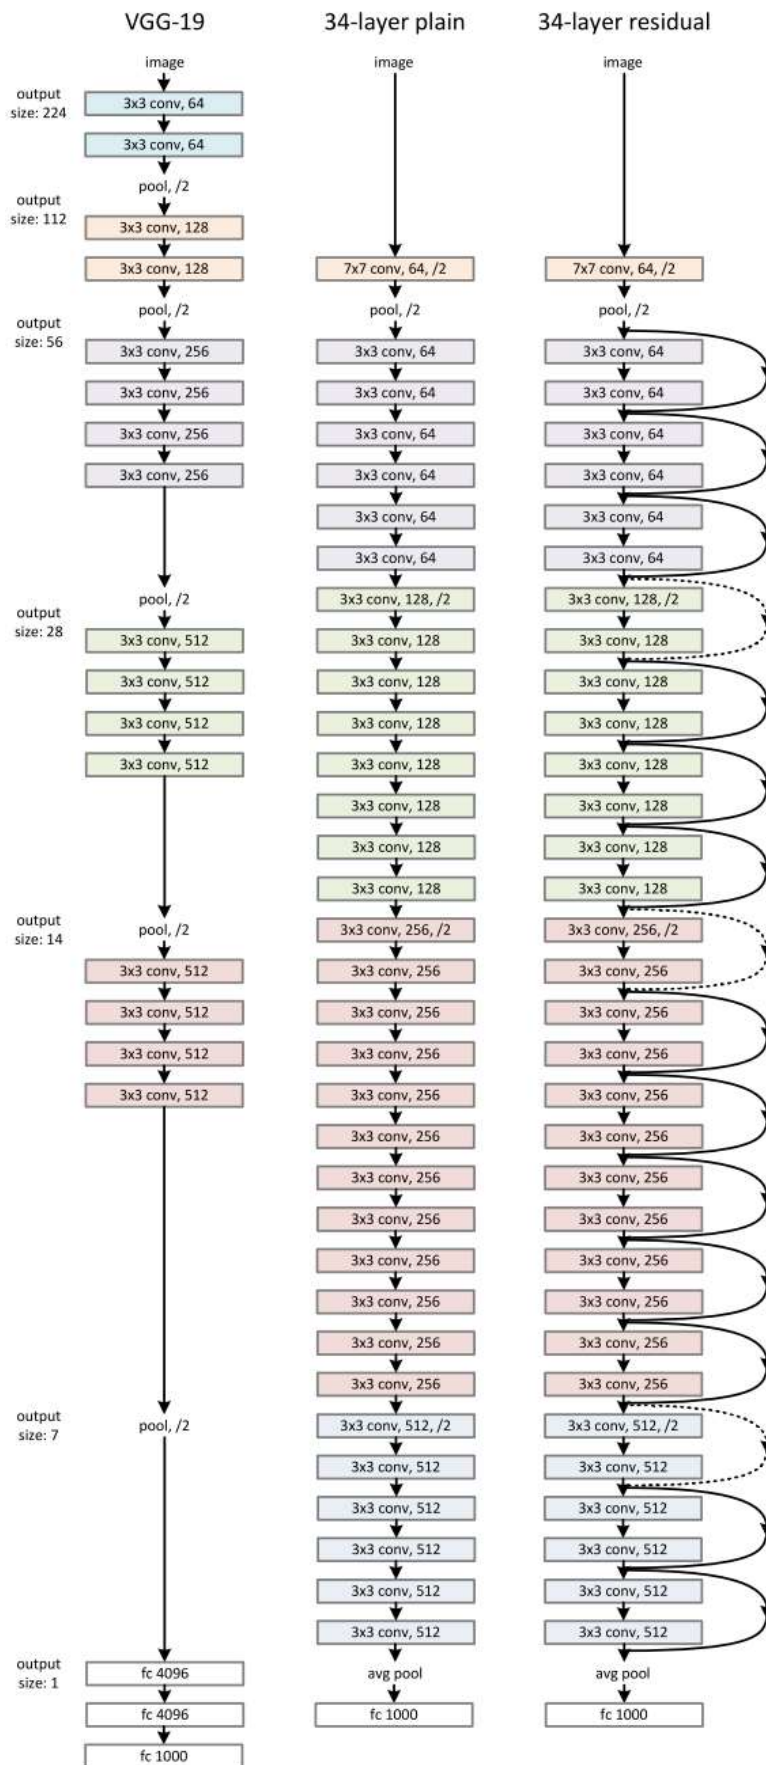 VGG-19
34-layer plain
34-layer residual
output
size: 224
image
3x3 conv, 64
3x3 conv, 64
pool, /2
output
size: 112
3x3 conv, 128
3x3 conv, 128
pool, /2
output
size: 56
3x3 conv, 256
3x3 conv, 256
3x3 conv, 256
3x3 conv, 256
pool, /2
output
size: 28
3x3 conv, 512
3x3 conv, 512
3x3 conv, 512
3x3 conv, 512
pool, /2
output
size: 14
3x3 conv, 512
3x3 conv, 512
3x3 conv, 512
3x3 conv, 512
output
size: 7
pool, /2
output
size: 1
fc 4096
fc 4096
fc 1000
image
7x7 conv, 64, /2
pool, /2
3x3 conv, 64
3x3 conv, 64
3x3 conv, 64
3x3 conv, 64
3x3 conv, 64
3x3 conv, 64
3x3 conv, 128, /2
3x3 conv, 128
3x3 conv, 128
3x3 conv, 128
3x3 conv, 128
3x3 conv, 128
3x3 conv, 128
3x3 conv, 128
3x3 conv, 256, /2
3x3 conv, 256
3x3 conv, 256
3x3 conv, 256
3x3 conv, 256
3x3 conv, 256
3x3 conv, 256
3x3 conv, 256
3x3 conv, 256
3x3 conv, 256
3x3 conv, 256
3x3 conv, 256
3x3 conv, 512, /2
3x3 conv, 512
3x3 conv, 512
3x3 conv, 512
3x3 conv, 512
3x3 conv, 512
avg pool
fc 1000
image
7x7 conv, 64, /2
pool, /2
3x3 conv, 64
3x3 conv, 64
3x3 conv, 64
3x3 conv, 64
3x3 conv, 64
3x3 conv, 64
3x3 conv, 128, /2
3x3 conv, 128
3x3 conv, 128
3x3 conv, 128
3x3 conv, 128
3x3 conv, 128
3x3 conv, 128
3x3 conv, 128
3x3 conv, 256, /2
3x3 conv, 256
3x3 conv, 256
3x3 conv, 256
3x3 conv, 256
3x3 conv, 256
3x3 conv, 256
3x3 conv, 256
3x3 conv, 256
3x3 conv, 256
3x3 conv, 256
3x3 conv, 256
3x3 conv, 512, /2
3x3 conv, 512
3x3 conv, 512
3x3 conv, 512
3x3 conv, 512
3x3 conv, 512
avg pool
fc 1000